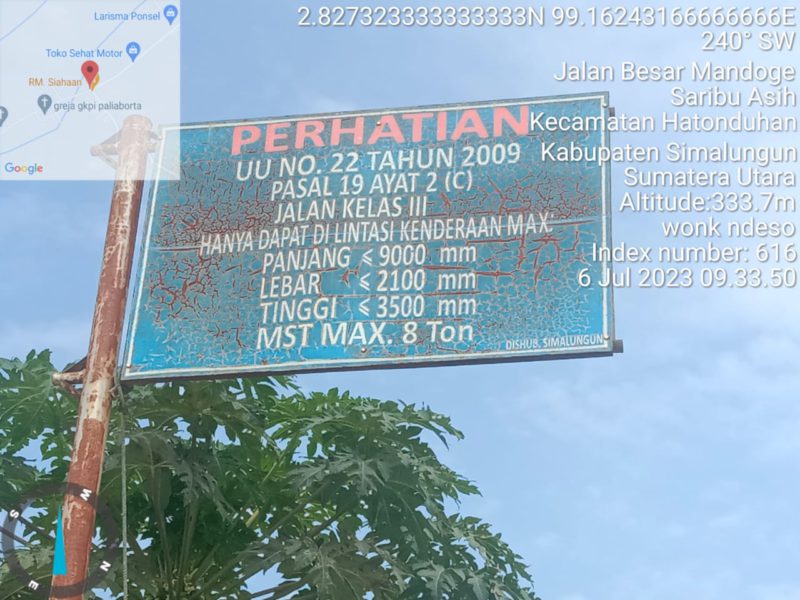 Larisma Ponsel
Toko Sehat Motor
RM. Siahaan
greja gkpi paliaborta
Google
2.827323333333333N 99.16243166666666E
240° SW
Jalan Besar Mandoge
Saribu Asih
Kecamatan Hatonduhan
Kabupaten Simalungun
Sumatera Utara
Altitude:333.7m
wonk ndeso
Index number: 616
6 Jul 2023 09.33.50
PERHATIAN
UU NO. 22 TAHUN 2009
PASAL 19 AYAT 2 (C)
JALAN KELAS III
HANYA DAPAT DI LINTASI KENDERAAN MAX:
PANJANG ≤ 9000 mm
LEBAR ≤ 2100 mm
TINGGI ≤ 3500 mm
MST MAX. 8 Ton
DISHUB. SIMALUNGUN
S
W
E
N